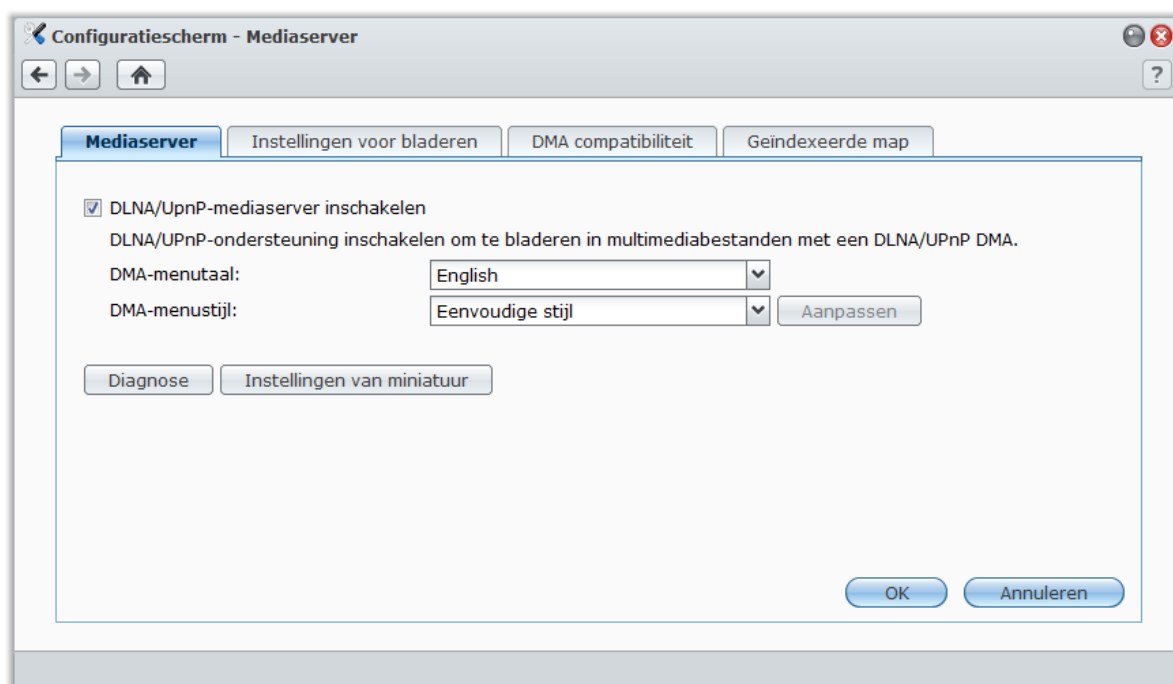 Configuratiescherm - Mediaserver
?
Mediaserver
Instellingen voor bladeren
DMA compatibiliteit
Geïndexeerde map
DLNA/UpnP-mediaserver inschakelen
DLNA/UPnP-ondersteuning inschakelen om te bladeren in multimediabestanden met een DLNA/UPnP DMA.
DMA-menutaal: English
DMA-menustijl: Eenvoudige stijl Aanpassen
Diagnose Instellingen van miniatuur
OK Annuleren